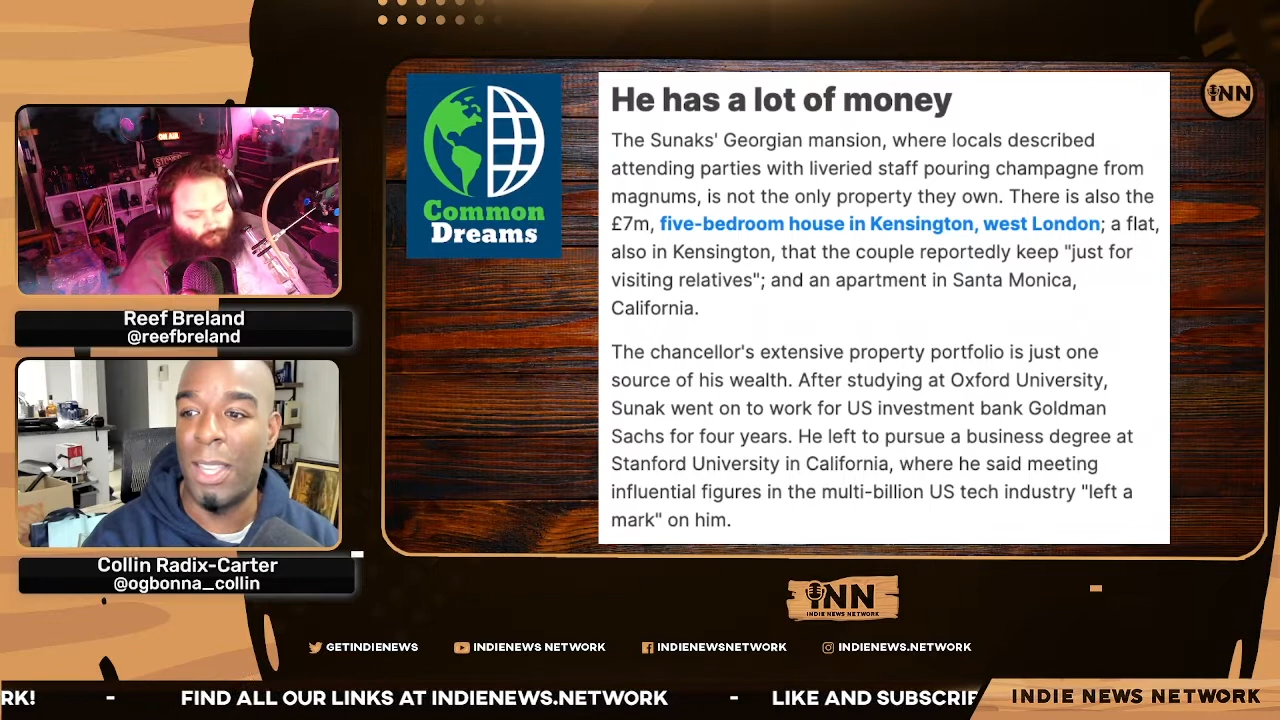 ON AIR
Reef Breland
@reefbreland
Collin Radix-Carter
@ogbonna_collin
Common
Dreams
He has a lot of money
The Sunaks' Georgian mansion, where locals described
attending parties with liveried staff pouring champagne from
magnums, is not the only property they own. There is also the
£7m, five-bedroom house in Kensington, west London; a flat,
also in Kensington, that the couple reportedly keep "just for
visiting relatives"; and an apartment in Santa Monica,
California.
The chancellor's extensive property portfolio is just one
source of his wealth. After studying at Oxford University,
Sunak went on to work for US investment bank Goldman
Sachs for four years. He left to pursue a business degree at
Stanford University in California, where he said meeting
influential figures in the multi-billion US tech industry "left a
mark" on him.
iNN
iNN
INDIE NEWS NETWORK
GETINDIENEWS
INDIENEWS NETWORK
INDIENEWSNETWORK
INDIENEWS.NETWORK
RK! - FIND ALL OUR LINKS AT INDIENEWS.NETWORK - LIKE AND SUBSCRIB
INDIE NEWS NETWORK